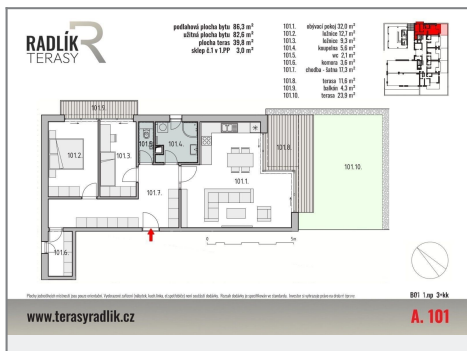 RADLÍK
TERASY
podlahová plocha bytu 86,3 m²
užitná plocha bytu 82,6 m²
plocha teras 39,8 m²
sklep č.1 v 1.PP 3,0 m²
101.1. obývací pokoj 32,0 m²
101.2. ložnice 12,7 m²
101.3. ložnice 9,3 m²
101.4. koupelna 5,6 m²
101.5. wc 2,1 m²
101.6. komora 3,6 m²
101.7. chodba - šatna 17,3 m²
101.8. terasa 11,6 m²
101.9. balkón 4,3 m²
101.10. terasa 23,9 m²
101.9.
101.2.
101.3.
101.5.
101.4.
101.8.
101.10.
101.1.
101.7.
101.6.
0 5m
B01 1.np 3+kk
www.terasyradlik.cz
A. 101